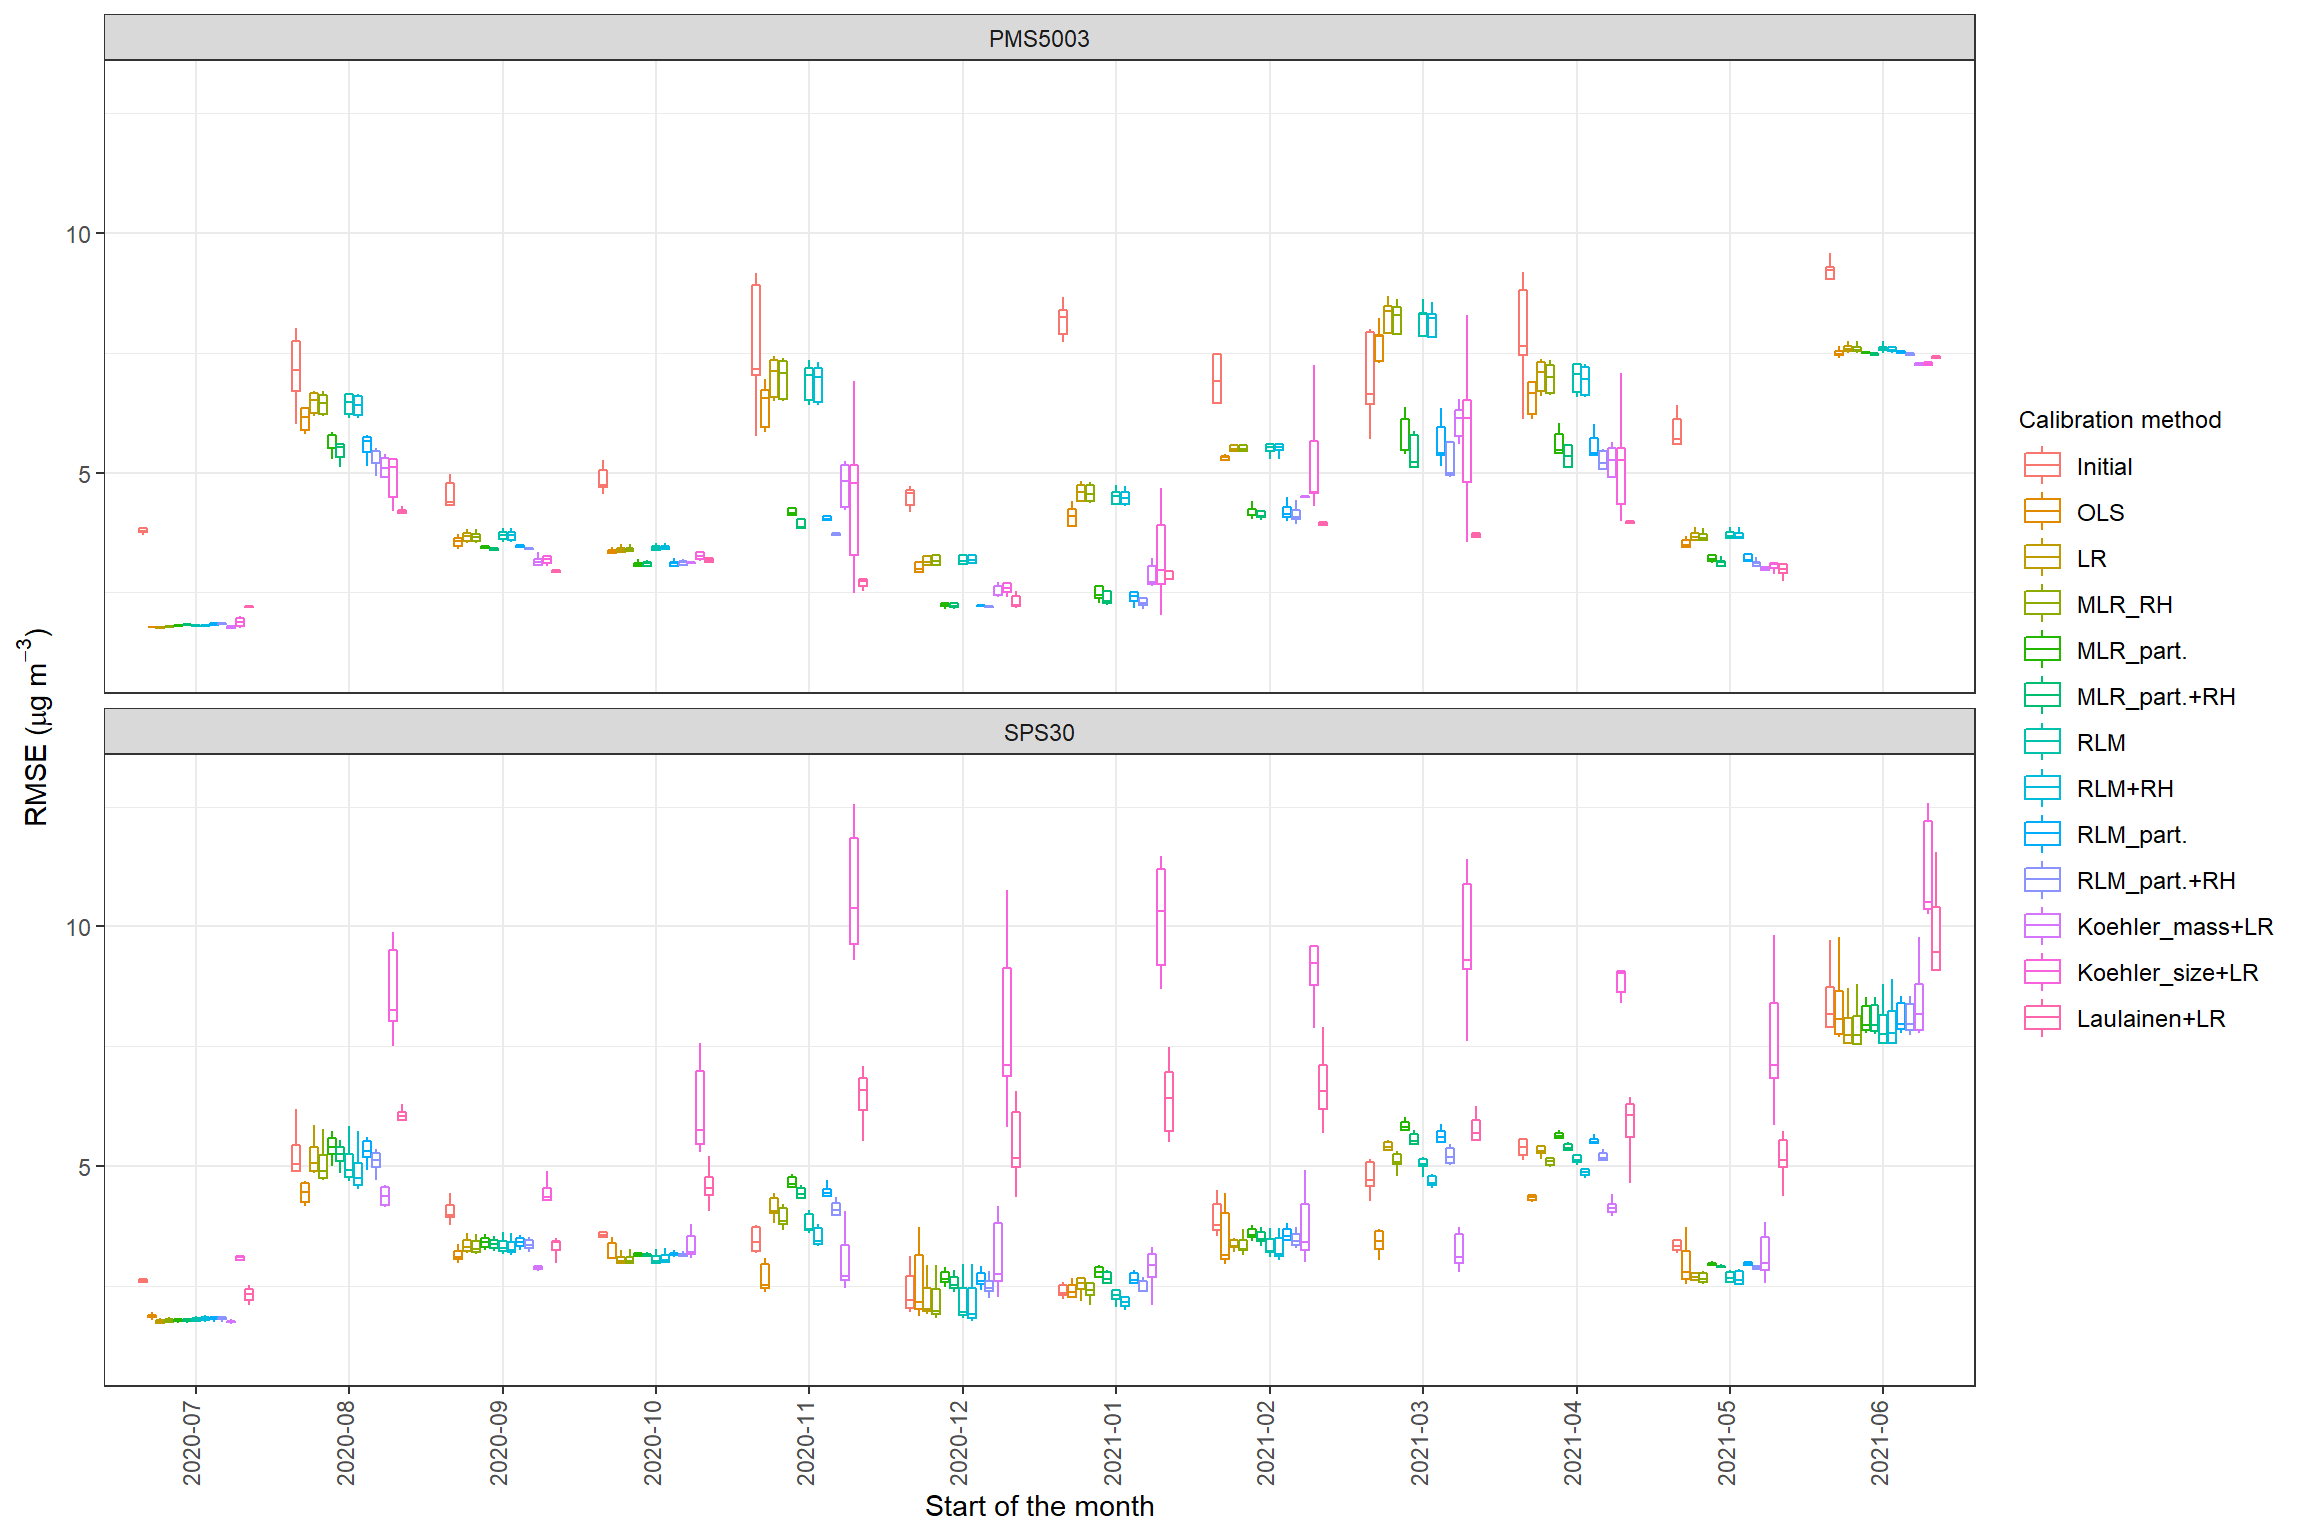 PMS5003
10
5
SPS30
10
5
RMSE (µg m⁻³)
2020-07
2020-08
2020-09
2020-10
2020-11
2020-12
2021-01
2021-02
2021-03
2021-04
2021-05
2021-06
Start of the month
Calibration method
Initial
OLS
LR
MLR_RH
MLR_part.
MLR_part.+RH
RLM
RLM+RH
RLM_part.
RLM_part.+RH
Koehler_mass+LR
Koehler_size+LR
Laulainen+LR